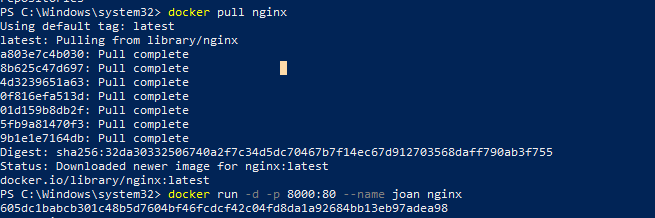 repositories
PS C:\Windows\system32> docker pull nginx
Using default tag: latest
latest: Pulling from library/nginx
a803e7c4b030: Pull complete
8b625c47d697: Pull complete
4d3239651a63: Pull complete
0f816efa513d: Pull complete
01d159b8db2f: Pull complete
5fb9a81470f3: Pull complete
9b1e1e7164db: Pull complete
Digest: sha256:32da30332506740a2f7c34d5dc70467b7f14ec67d912703568daff790ab3f755
Status: Downloaded newer image for nginx:latest
docker.io/library/nginx:latest
PS C:\Windows\system32> docker run -d -p 8000:80 --name joan nginx
605dc1babcb301c48b5d7604bf46fcdcf42c04fd8da1a92684bb13eb97adea98